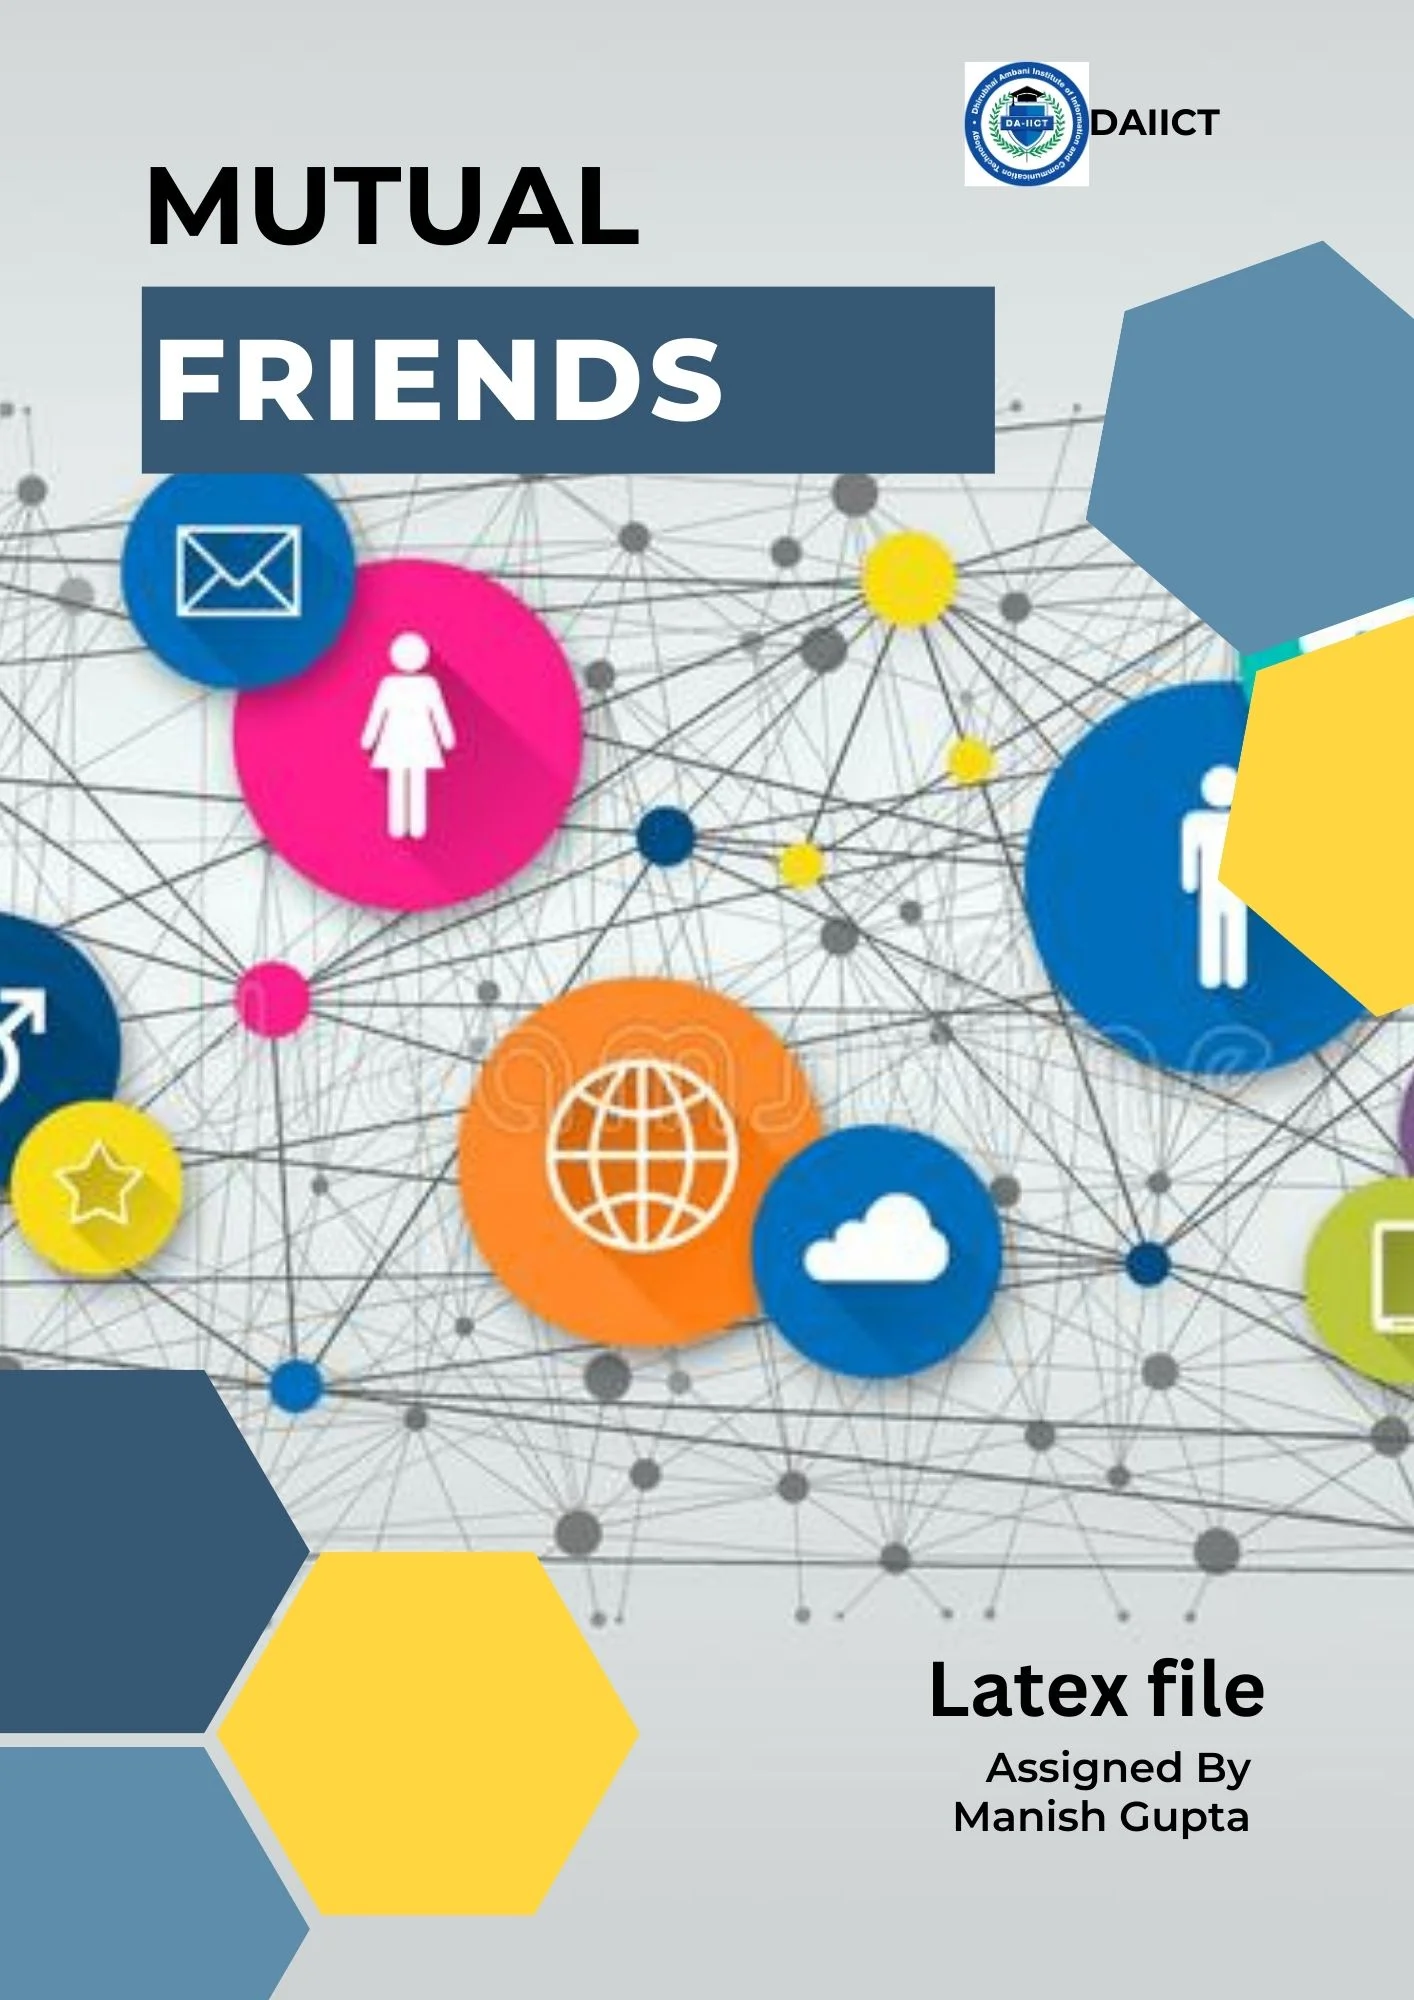 Dhirubhai Ambani Institute of Information and Communication Technology
DA-IICT
DAIICT
MUTUAL
FRIENDS
dreamstime
Latex file
Assigned By
Manish Gupta